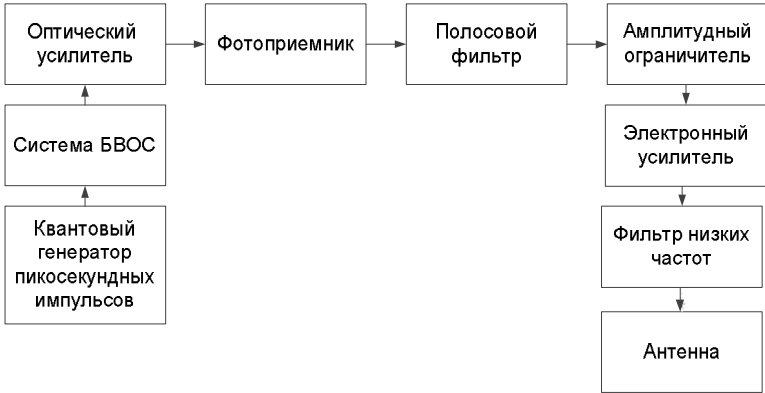 Оптический
усилитель
Фотоприемник
Полосовой
фильтр
Амплитудный
ограничитель
Система БВОС
Электронный
усилитель
Квантовый
генератор
пикосекундных
импульсов
Фильтр низких
частот
Антенна